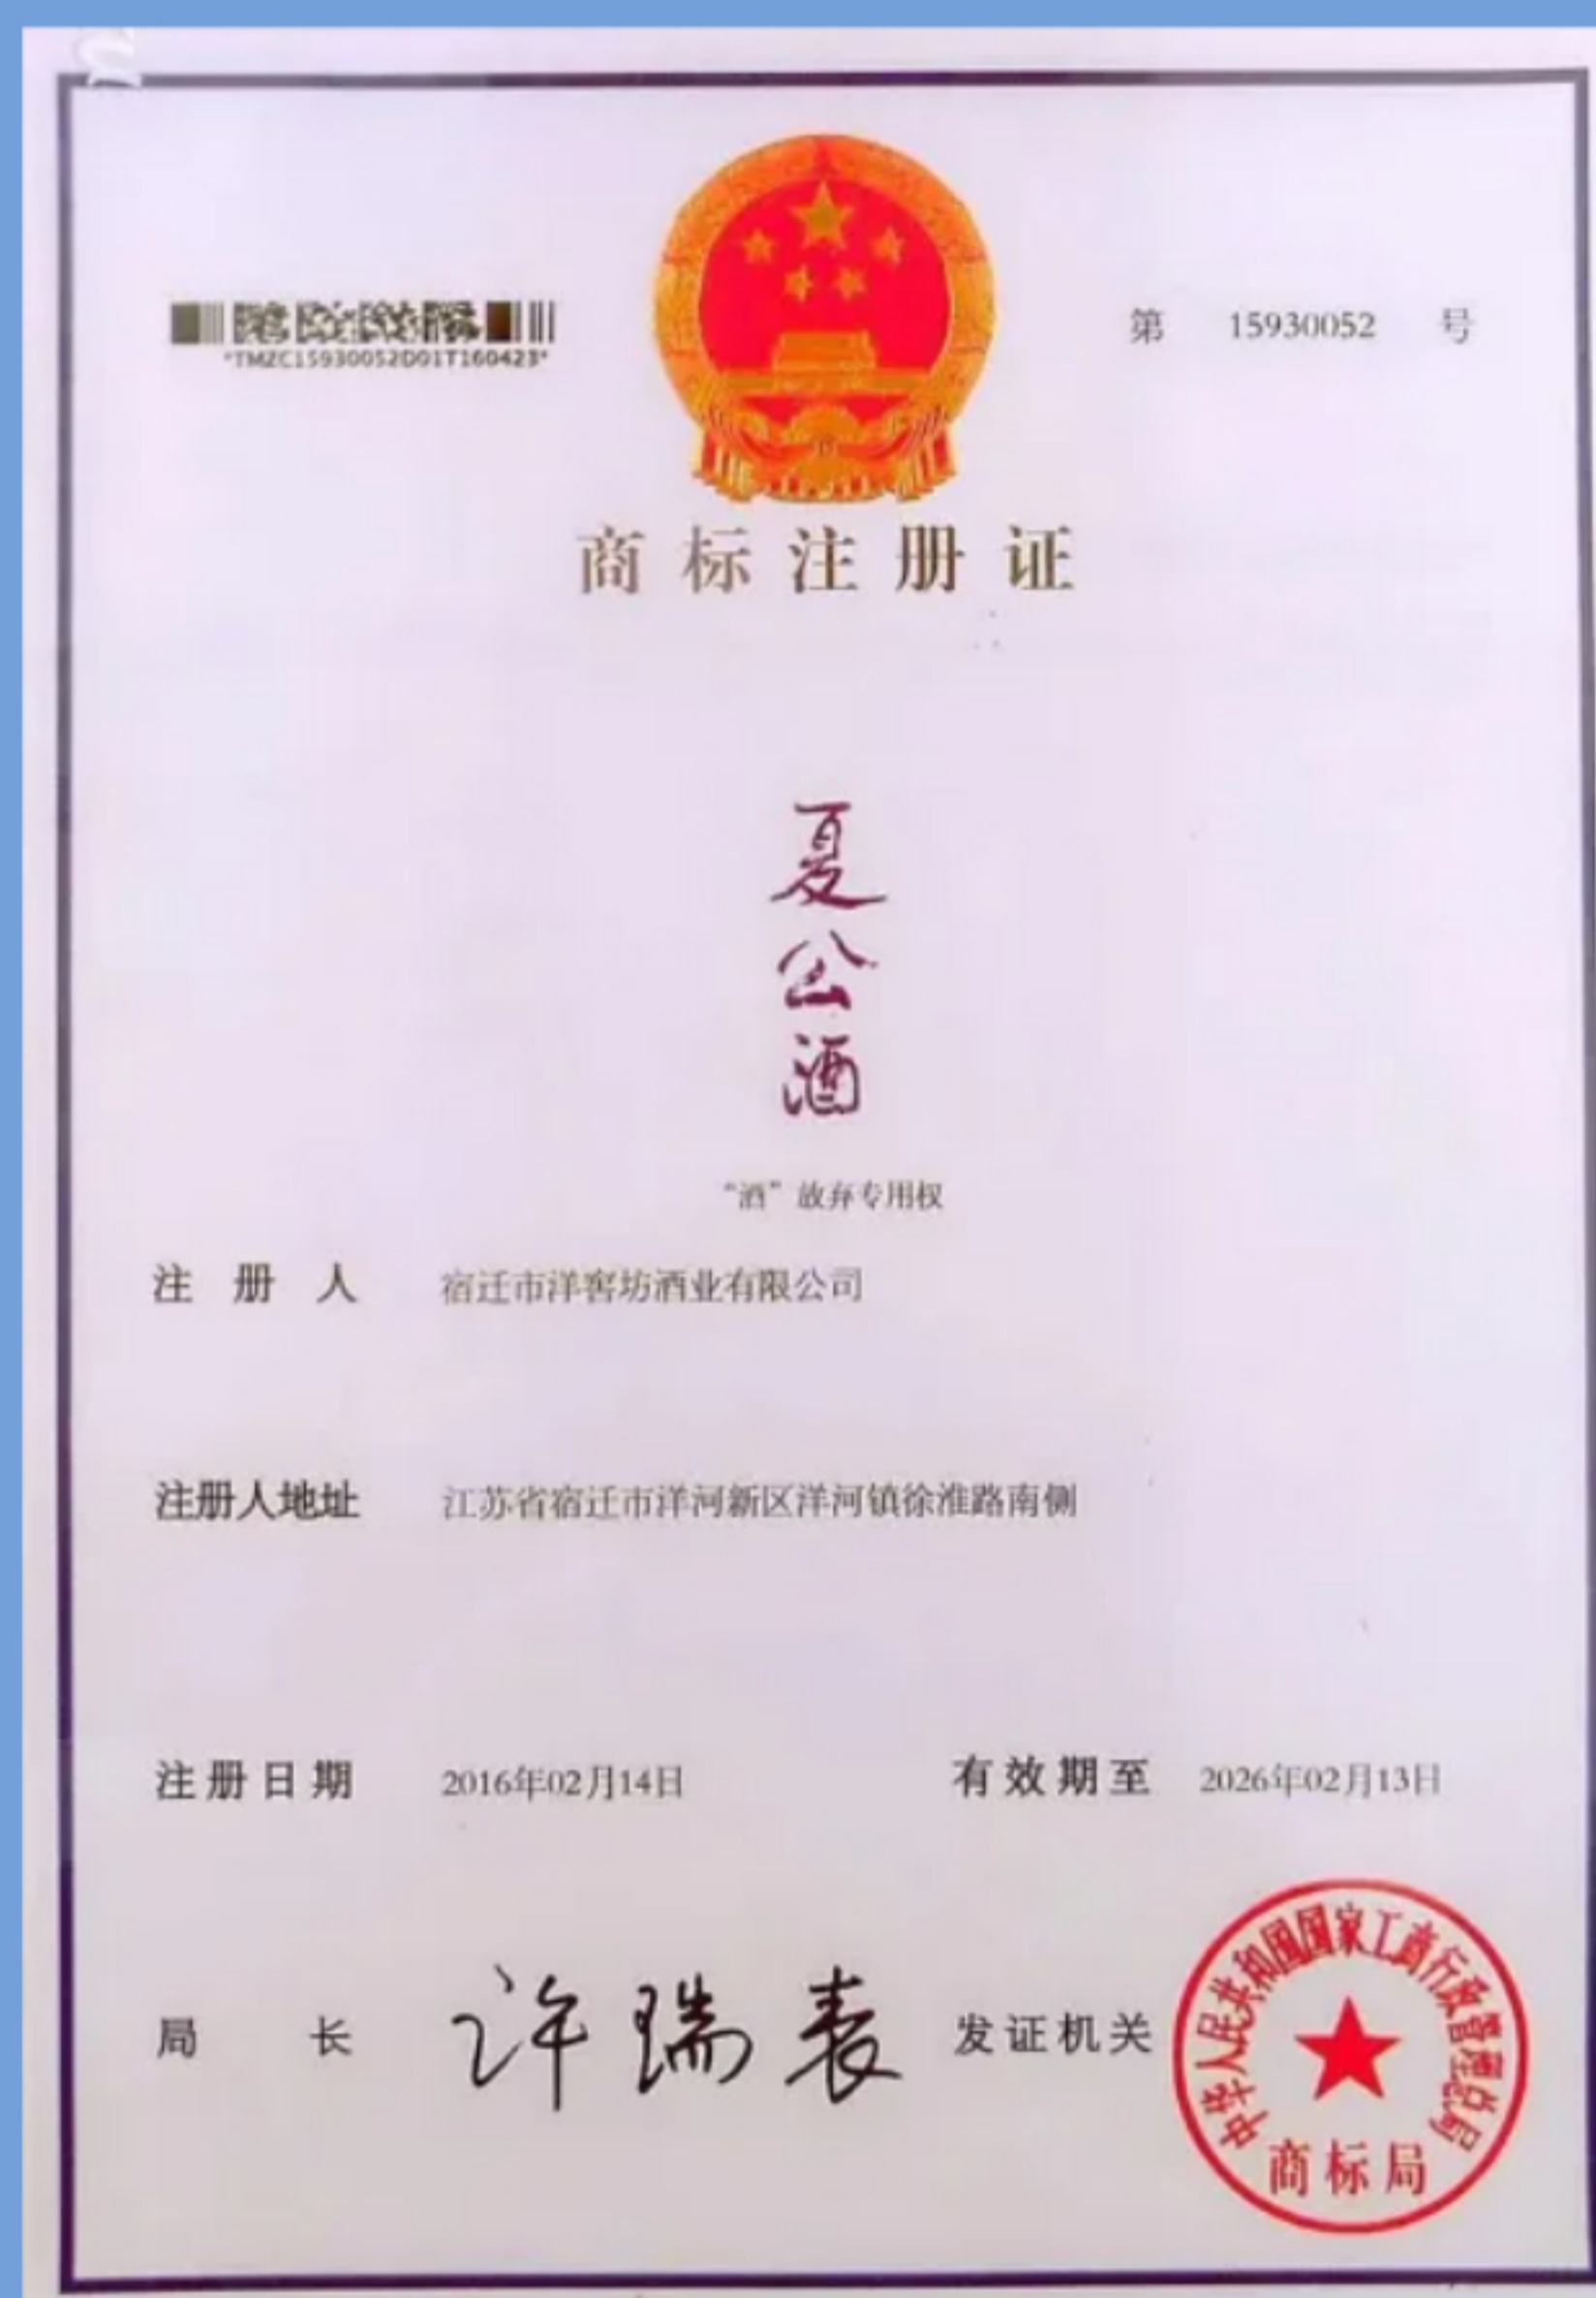 *TMZC15930052D01T160423*
第 15930052 号
商标注册证
夏
公
酒
“酒”放弃专用权
注册人 宿迁市洋窖坊酒业有限公司
注册人地址 江苏省宿迁市洋河新区洋河镇徐淮路南侧
注册日期 2016年02月14日 有效期至 2026年02月13日
局长 许瑞表 发证机关
中华人民共和国国家工商行政管理总局
商标局